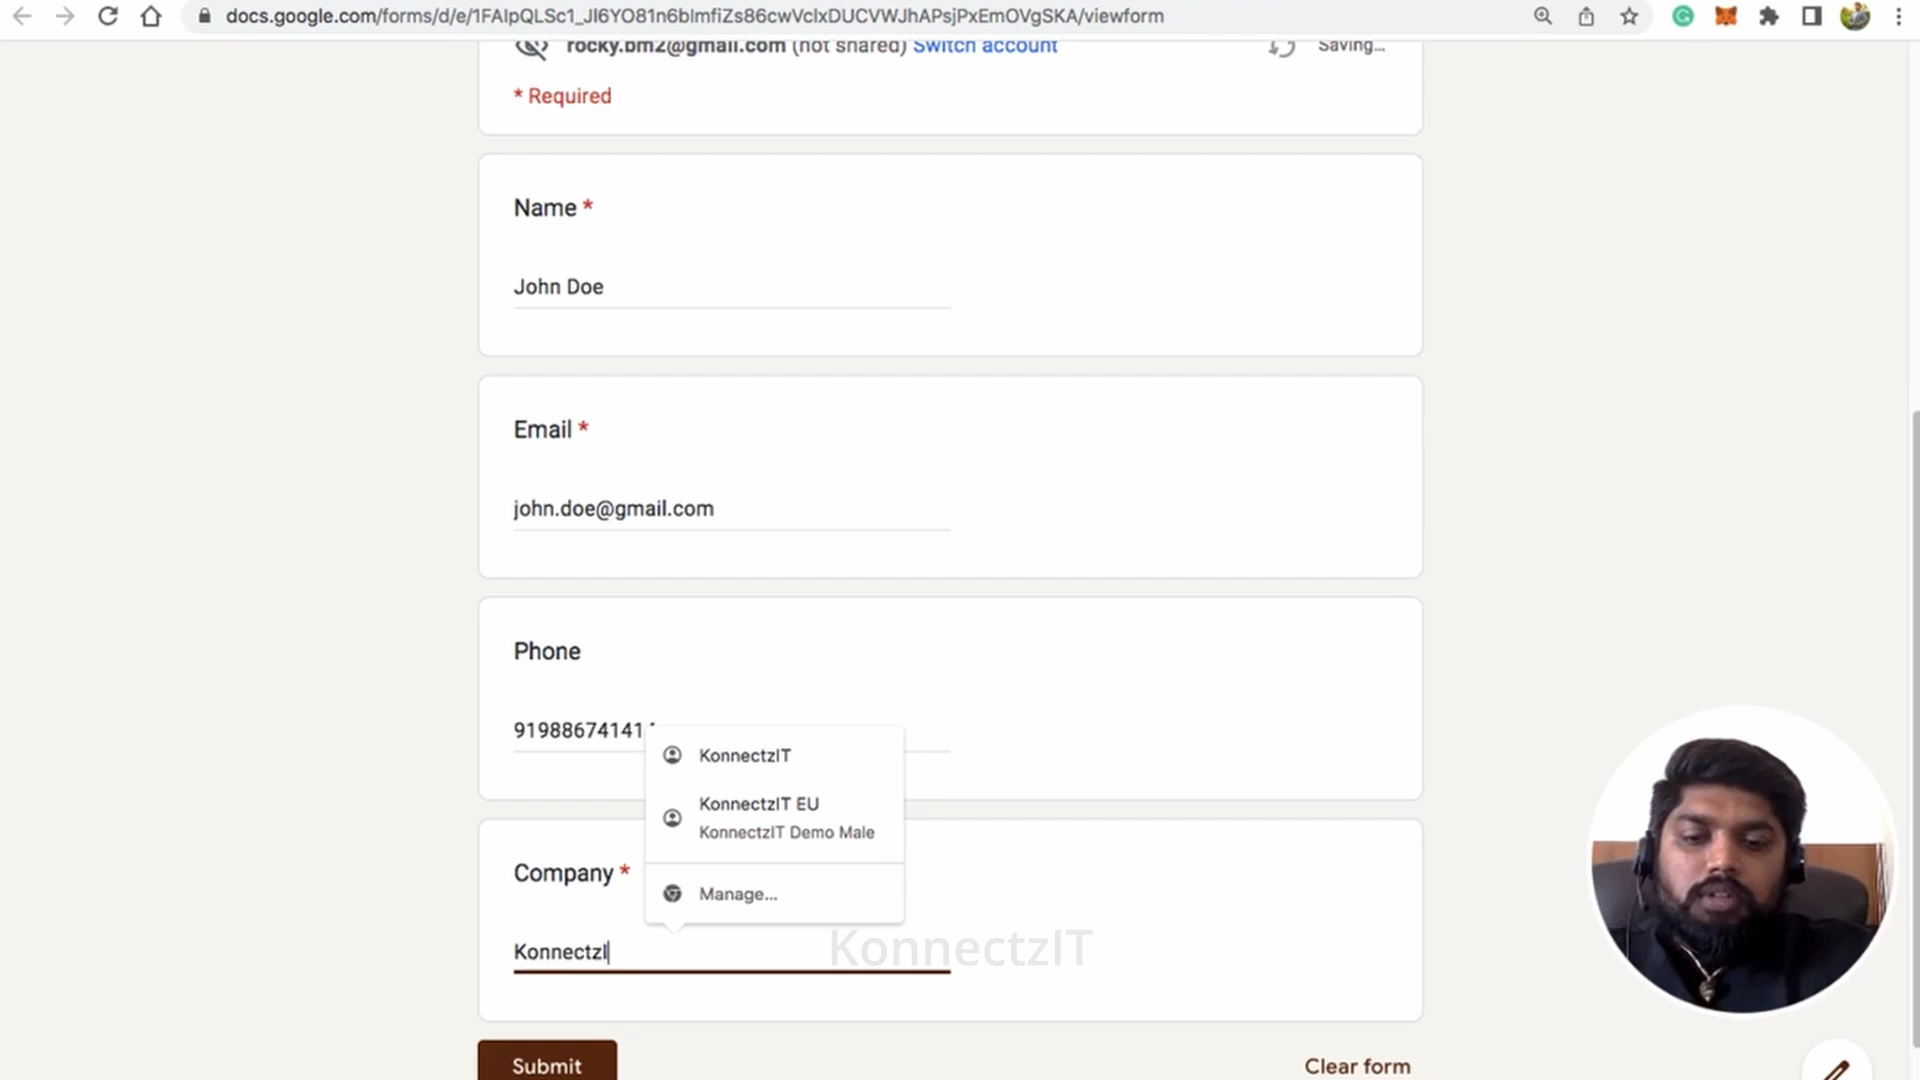 docs.google.com/forms/d/e/1FAIpQLSc1_Jl6YO81n6blmfiZs86cwVclxDUCVWJhAPsjPxEmOVgSKA/viewform
rocky.bm2@gmail.com (not shared) Switch account
Saving...
* Required
Name *
John Doe
Email *
john.doe@gmail.com
Phone
91988674141
KonnectzIT
KonnectzIT EU
KonnectzIT Demo Male
Company *
Manage...
KonnectzI
KonnectzIT
Submit
Clear form